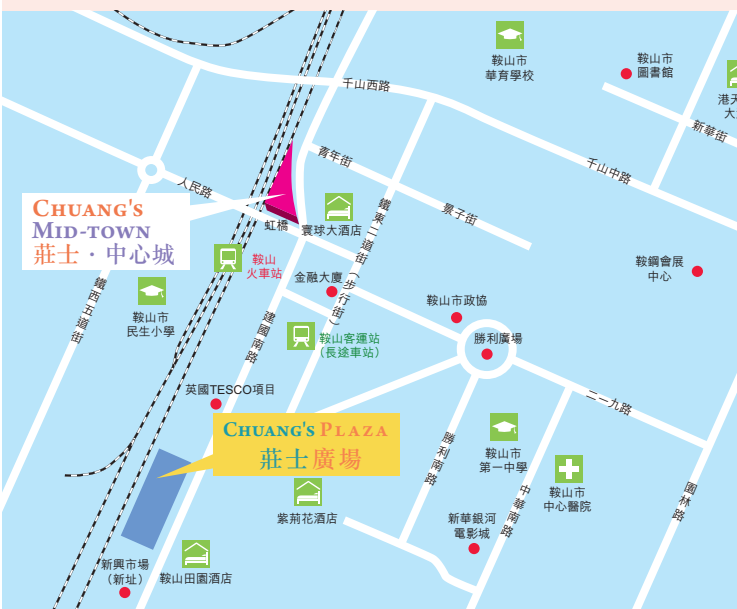 鞍山市
華育學校
鞍山市
圖書館
港天
大
千山西路
新華街
青年街
千山中路
人民路
鐵東二道街（步行街）
景子街
CHUANG'S
MID-TOWN
莊士·中心城
虹橋
寰球大酒店
鞍山
火車站
金融大廈
鞍鋼會展
中心
鐵西五道街
鞍山市
民生小學
鞍山市政協
建國南路
鞍山客運站
（長途車站）
勝利廣場
英國TESCO項目
二一九路
CHUANG'S PLAZA
莊士廣場
勝利南路
鞍山市
第一中學
中華南路
鞍山市
中心醫院
園林路
紫荊花酒店
新華銀河
電影城
新興市場
（新址）
鞍山田園酒店